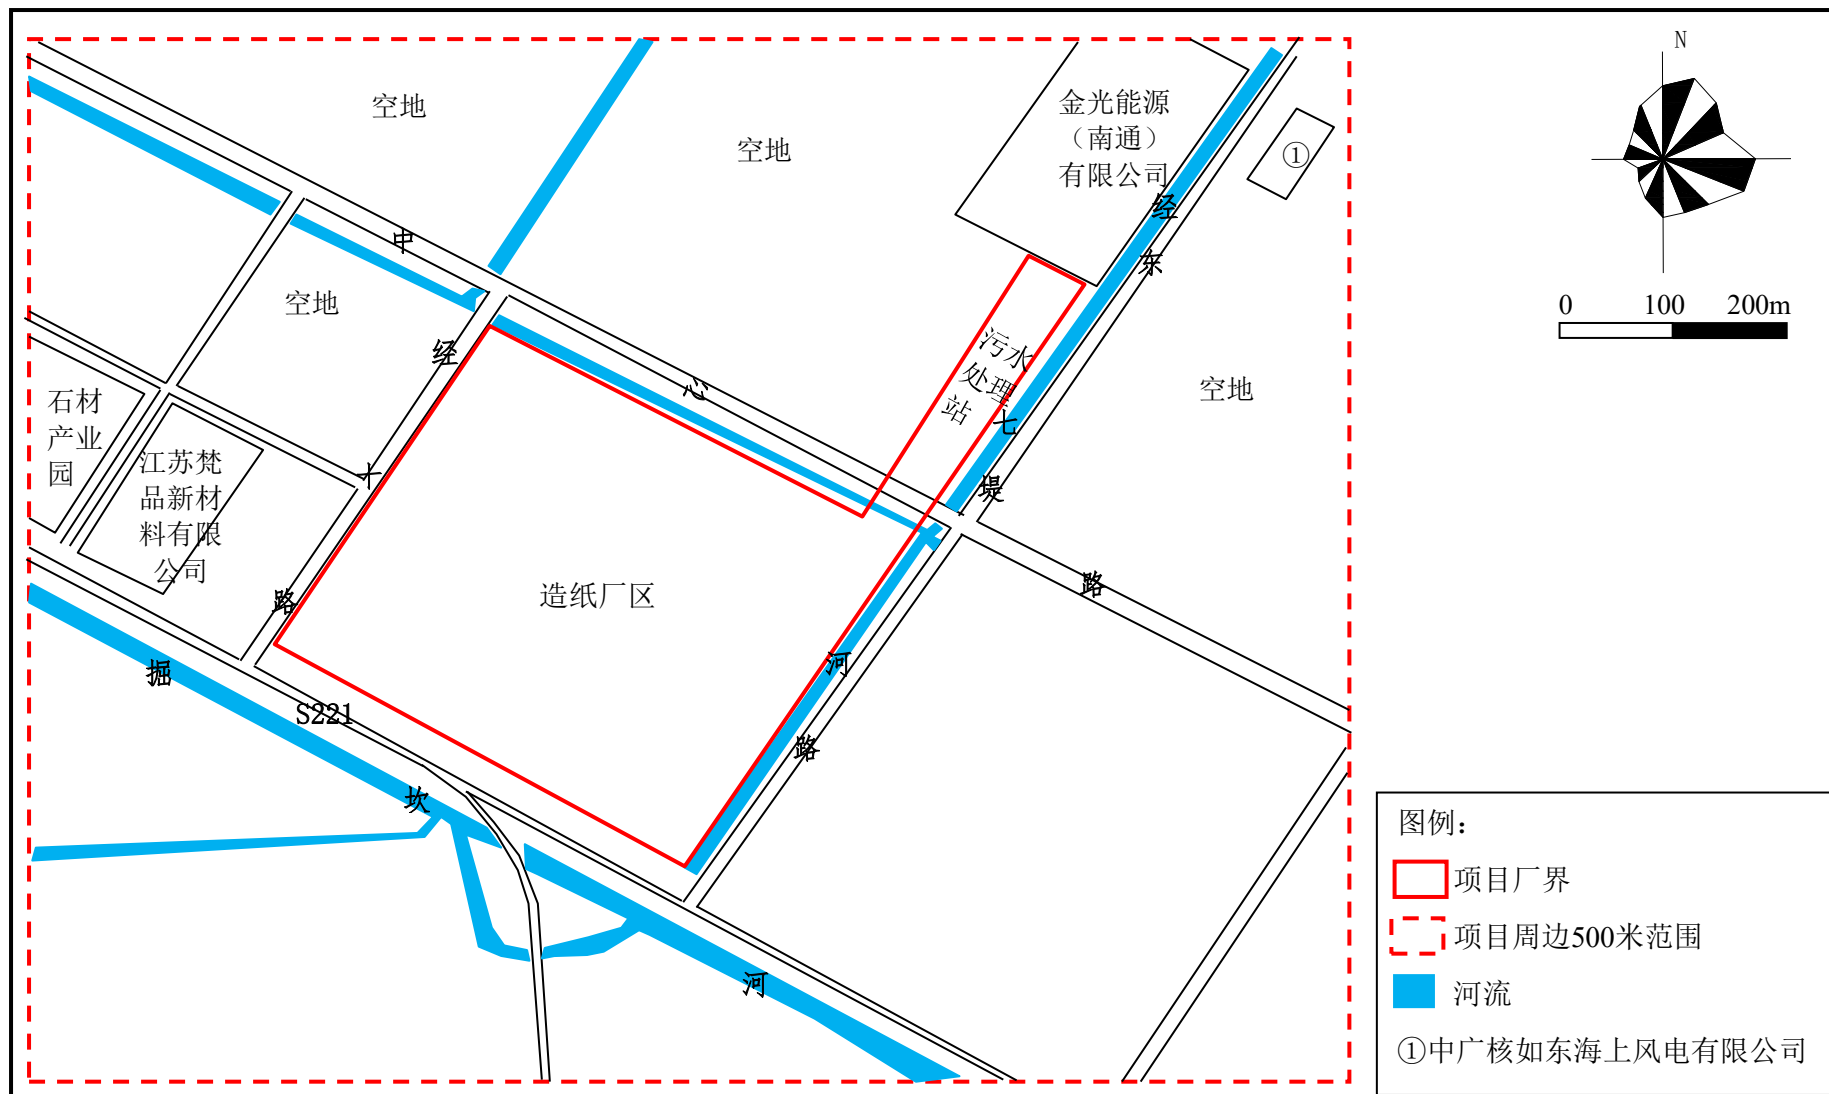 N
空地
空地
金光能源
（南通）
有限公司
①
经
东
七
堤
河
路
中
心
路
0 100 200m
空地
经
路
污水
处理
站
空地
石材
产业
园
江苏梵
品新材
料有限
公司
造纸厂区
掘
坎
河
S221
图例：
项目厂界
项目周边500米范围
河流
①中广核如东海上风电有限公司